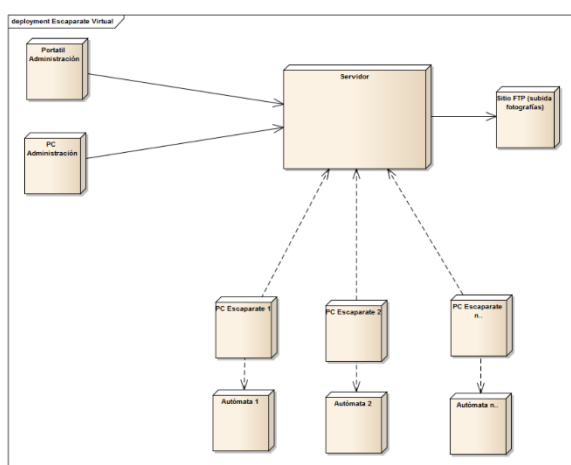 deployment Escaparate Virtual
Portatil
Administración
Servidor
Sitio FTP (subida
fotografías)
PC
Administración
PC Escaparate 1
PC Escaparate 2
PC Escaparate
n..
Autómata 1
Autómata 2
Autómata n..